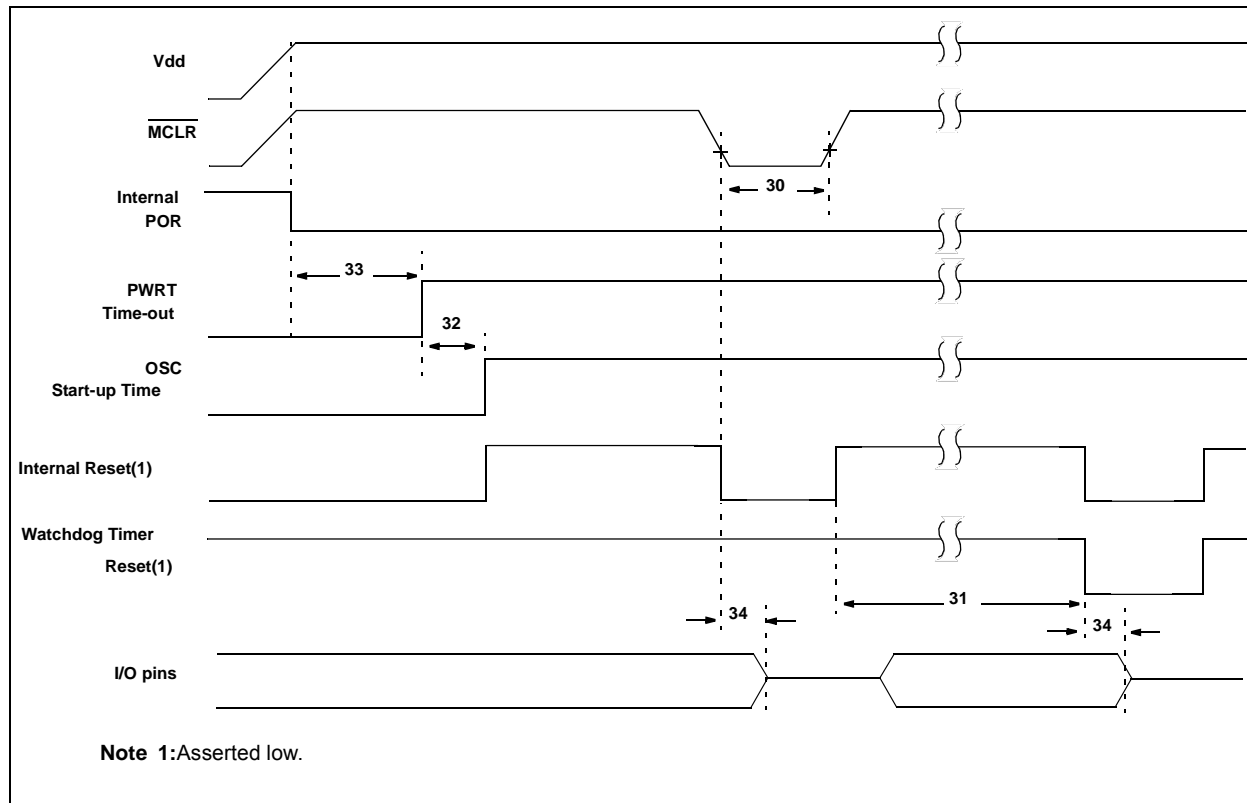 Vdd
MCLR
30
Internal
POR
33
PWRT
Time-out
32
OSC
Start-up Time
Internal Reset(1)
Watchdog Timer
Reset(1)
31
34
34
I/O pins
Note 1:Asserted low.